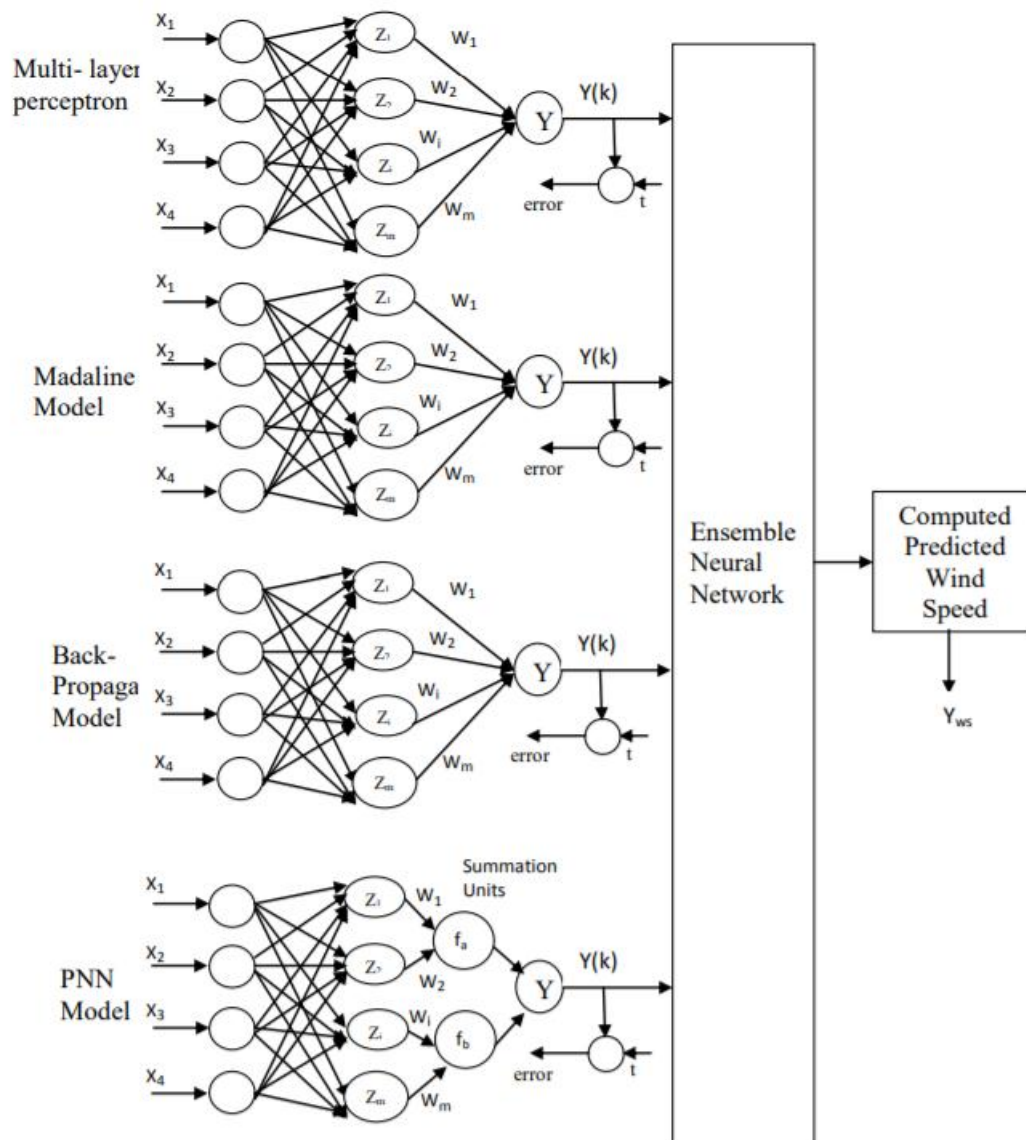 Multi- layer
perceptron
X1
X2
X3
X4
Z1
Z2
Zi
Zm
W1
W2
Wi
Wm
Y
Y(k)
error
t
Madaline
Model
X1
X2
X3
X4
Z1
Z2
Z
Zm
W1
W2
Wi
Wm
Y
Y(k)
error
t
Back-
Propaga
Model
X1
X2
X3
X4
Z1
Z2
Zi
Zm
W1
W2
Wi
Wm
Y
Y(k)
error
t
PNN
Model
X1
X2
X3
X4
Z1
Z2
Zi
Zm
W1
W2
Wi
Wm
Summation
Units
fa
fb
Y
Y(k)
error
t
Ensemble
Neural
Network
Computed
Predicted
Wind
Speed
Yws